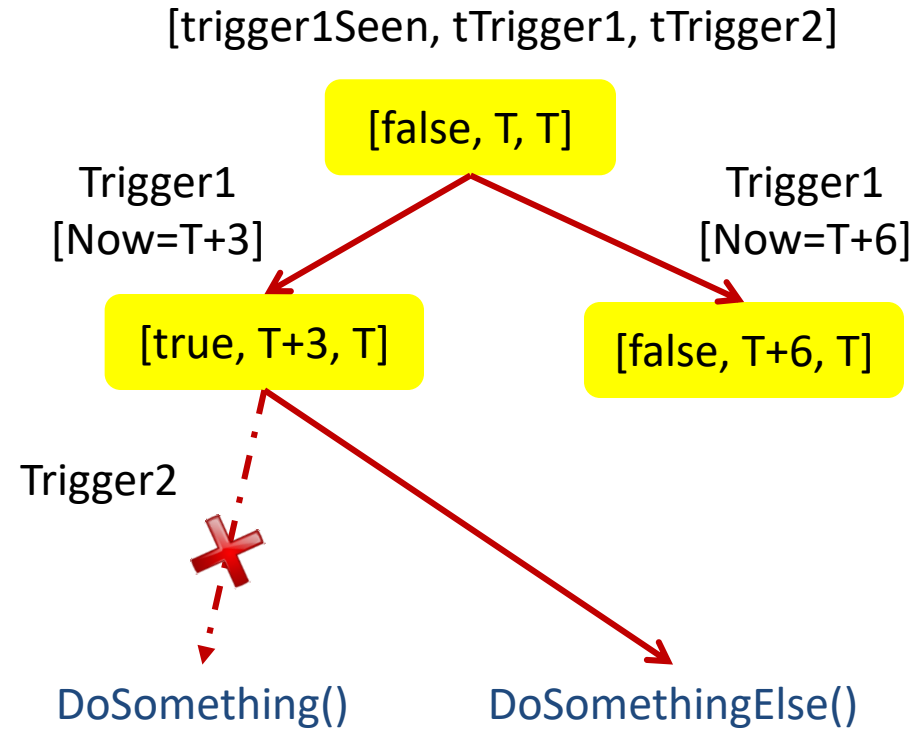 [trigger1Seen, tTrigger1, tTrigger2]
[false, T, T]
Trigger1
[Now=T+3]
Trigger1
[Now=T+6]
[true, T+3, T]
[false, T+6, T]
Trigger2
DoSomething()
DoSomethingElse()